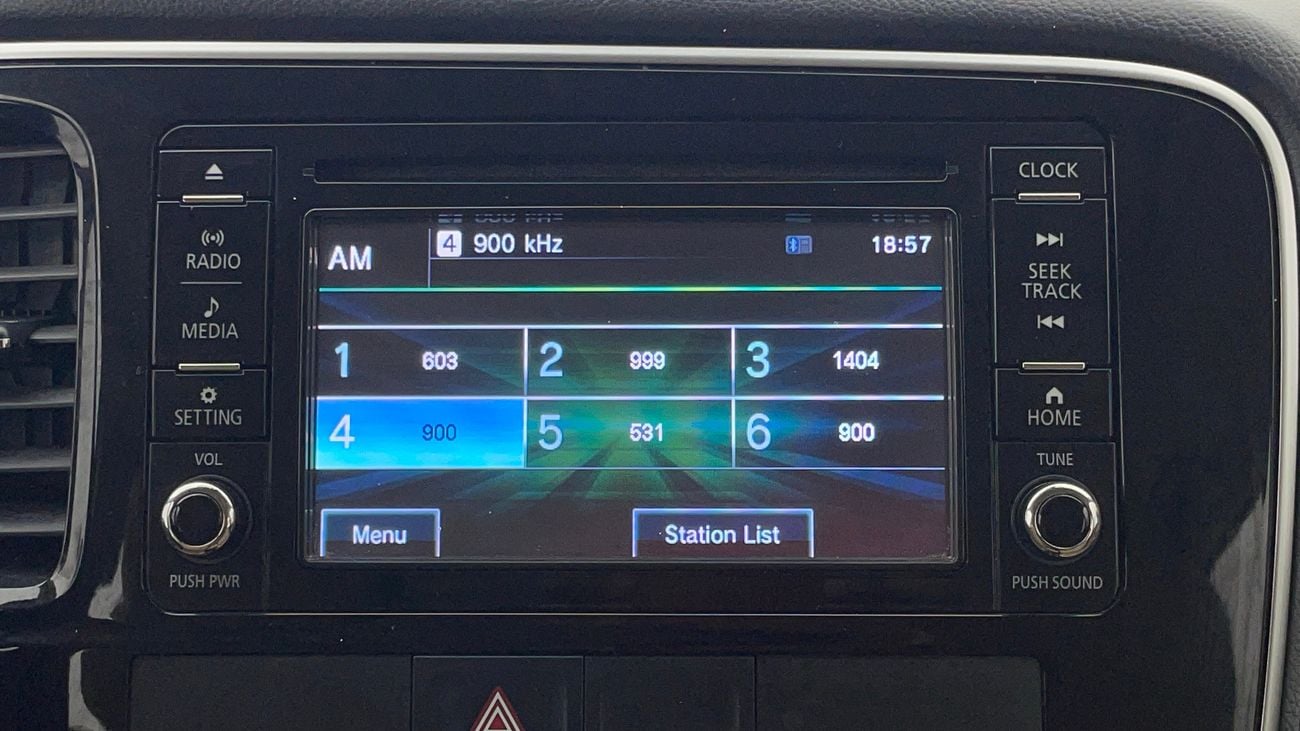 CLOCK
RADIO
MEDIA
SETTING
VOL
PUSH PWR
AM
4 900 kHz
18:57
1 603 2 999 3 1404
4 900 5 531 6 900
Menu Station List
SEEK
TRACK
HOME
TUNE
PUSH SOUND